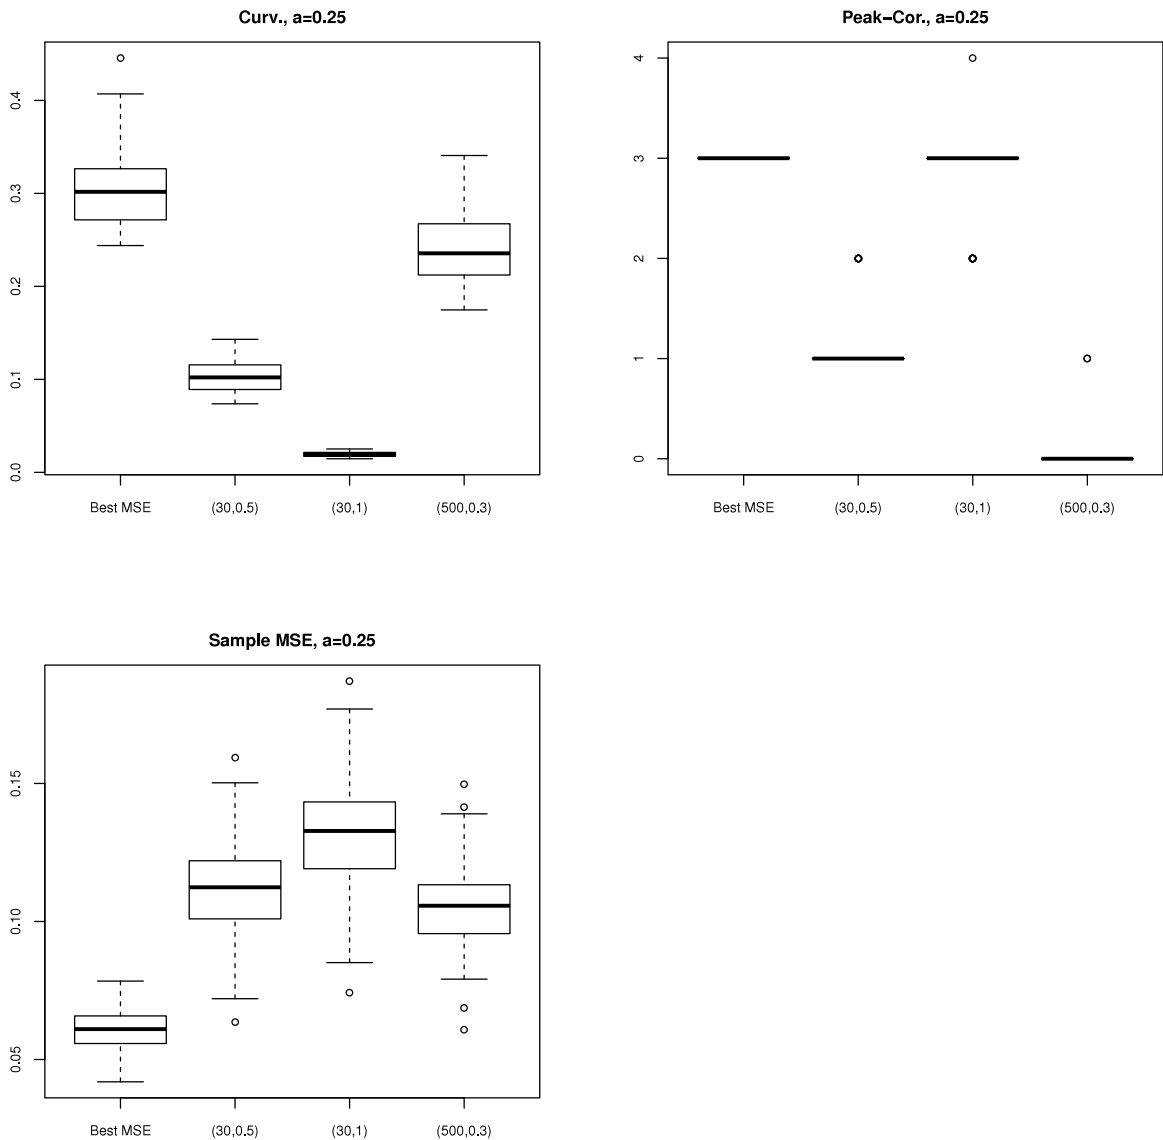 Curv., a=0.25
0.4
0.3
0.2
0.1
0.0
Best MSE (30,0.5) (30,1) (500,0.3)
Peak−Cor., a=0.25
4
3
2
1
0
Best MSE (30,0.5) (30,1) (500,0.3)
Sample MSE, a=0.25
0.15
0.10
0.05
Best MSE (30,0.5) (30,1) (500,0.3)